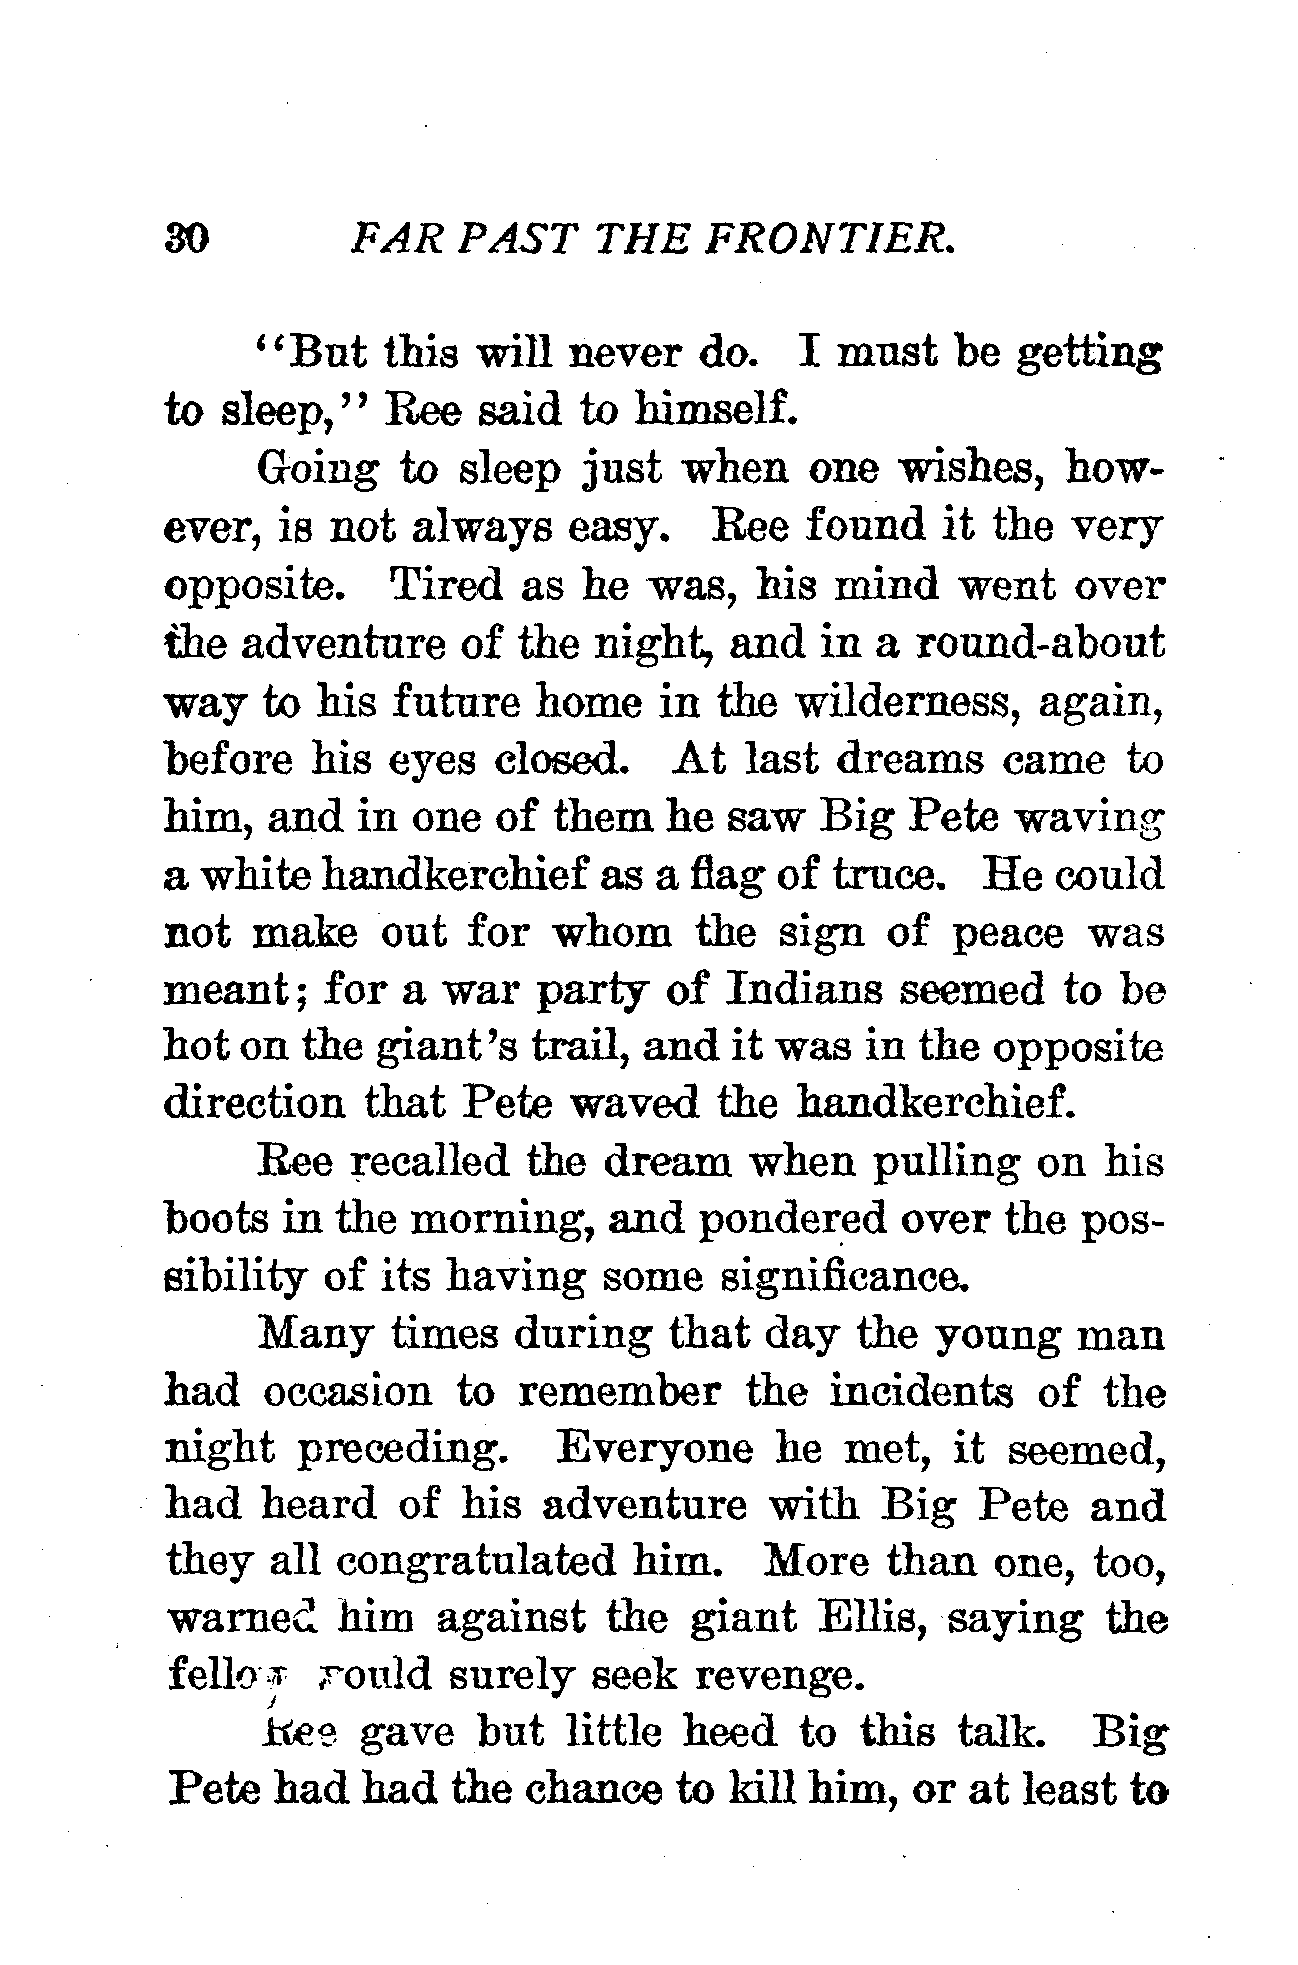 30 FAR PAST THE FRONTIER.
"But this will never do. I must be getting
to sleep," Ree said to himself.
Going to sleep just when one wishes, how-
ever, is not always easy. Ree found it the very
opposite. Tired as he was, his mind went over
the adventure of the night, and in a round-about
way to his future home in the wilderness, again,
before his eyes closed. At last dreams came to
him, and in one of them he saw Big Pete waving
a white handkerchief as a flag of truce. He could
not make out for whom the sign of peace was
meant; for a war party of Indians seemed to be
hot on the giant's trail, and it was in the opposite
direction that Pete waved the handkerchief.
Ree recalled the dream when pulling on his
boots in the morning, and pondered over the pos-
sibility of its having some significance.
Many times during that day the young man
had occasion to remember the incidents of the
night preceding. Everyone he met, it seemed,
had heard of his adventure with Big Pete and
they all congratulated him. More than one, too,
warned him against the giant Ellis, saying the
fellow would surely seek revenge.
Ree gave but little heed to this talk. Big
Pete had had the chance to kill him, or at least to